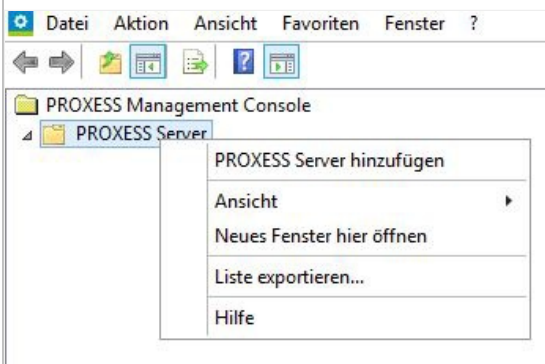 Datei Aktion Ansicht Favoriten Fenster ?
PROXESS Management Console
PROXESS Server
PROXESS Server hinzufügen
Ansicht
Neues Fenster hier öffnen
Liste exportieren...
Hilfe